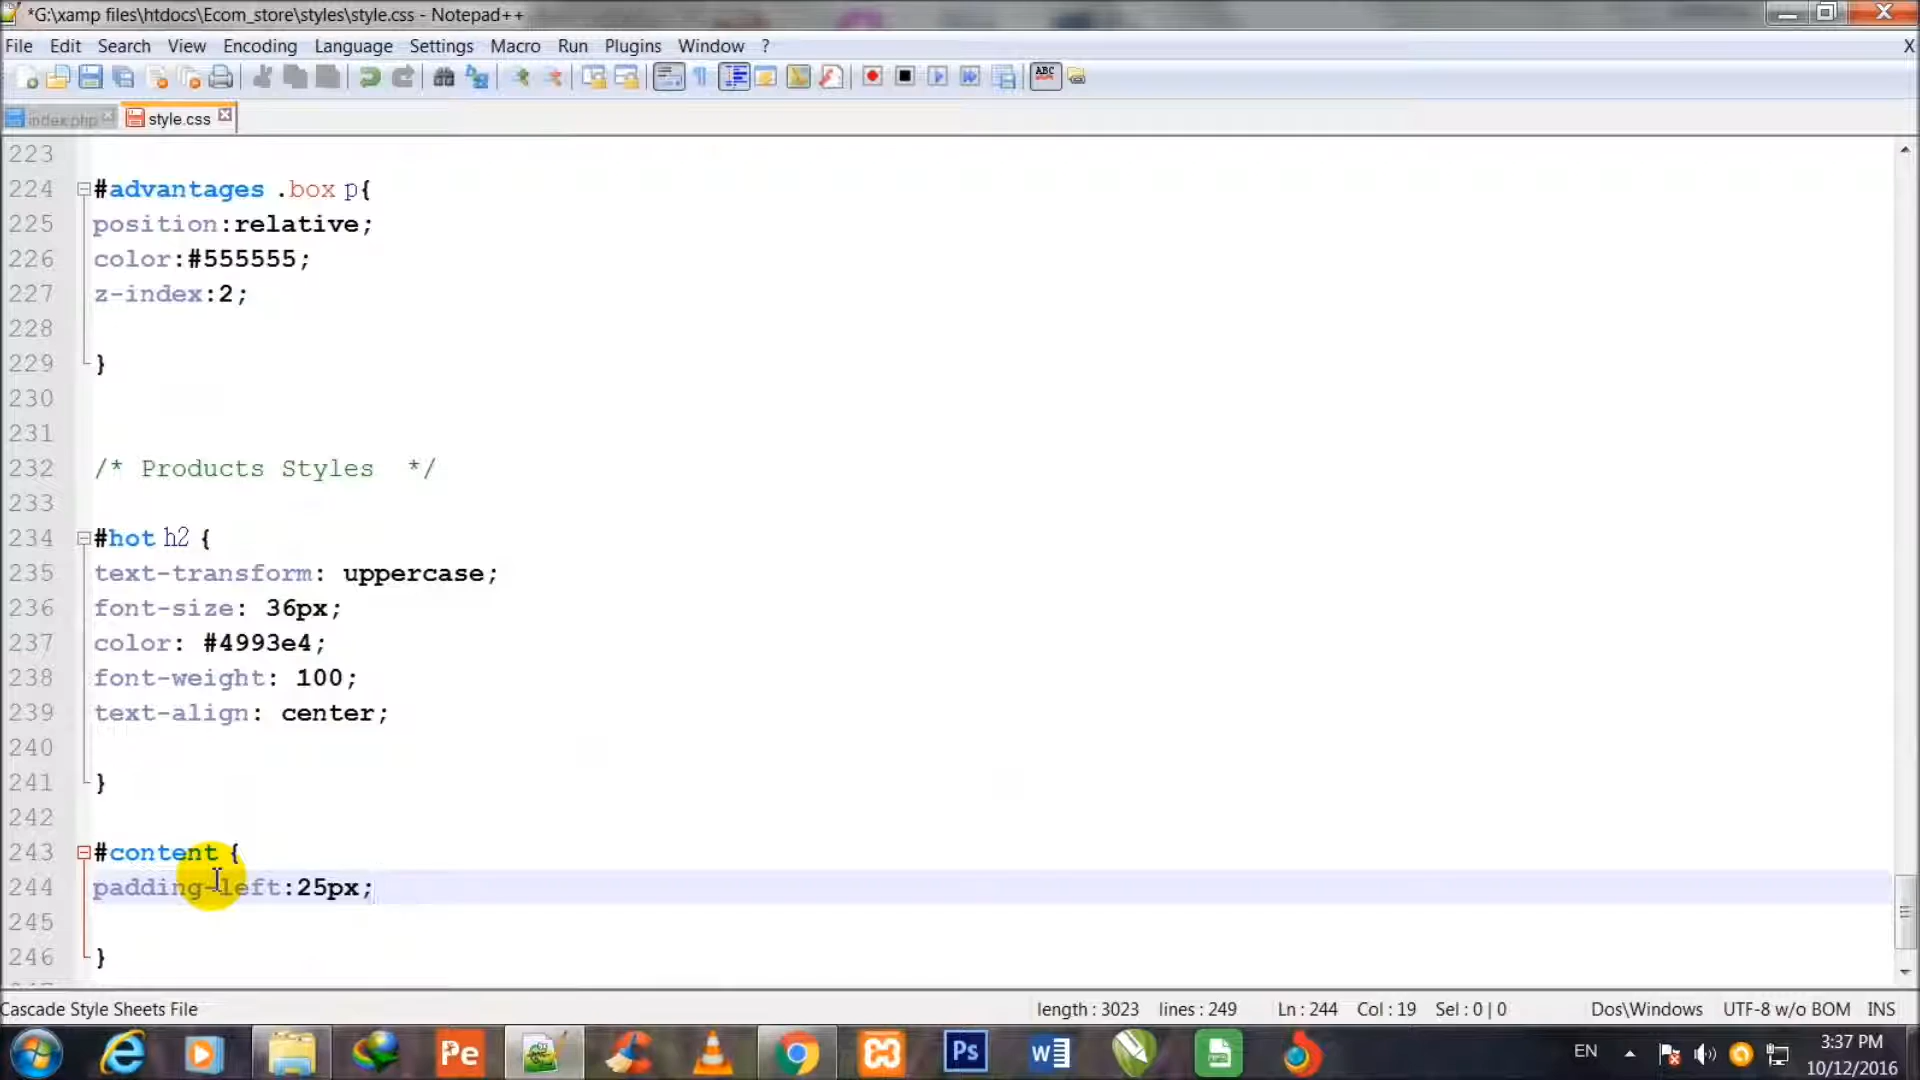 *G:\xamp files\htdocs\Ecom_store\styles\style.css - Notepad++
File Edit Search View Encoding Language Settings Macro Run Plugins Window ? X
ABC
index.php style.css
223
224 #advantages .box p{
225 position:relative;
226 color:#555555;
227 z-index:2;
228
229 }
230
231
232 /* Products Styles  */
233
234 #hot h2 {
235 text-transform: uppercase;
236 font-size: 36px;
237 color: #4993e4;
238 font-weight: 100;
239 text-align: center;
240
241 }
242
243 #content {
244 padding-left:25px;
245
246 }
Cascade Style Sheets File length : 3023 lines : 249 Ln : 244 Col : 19 Sel : 0 | 0 Dos\Windows UTF-8 w/o BOM INS
Pe Ps W EN 3:37 PM
10/12/2016